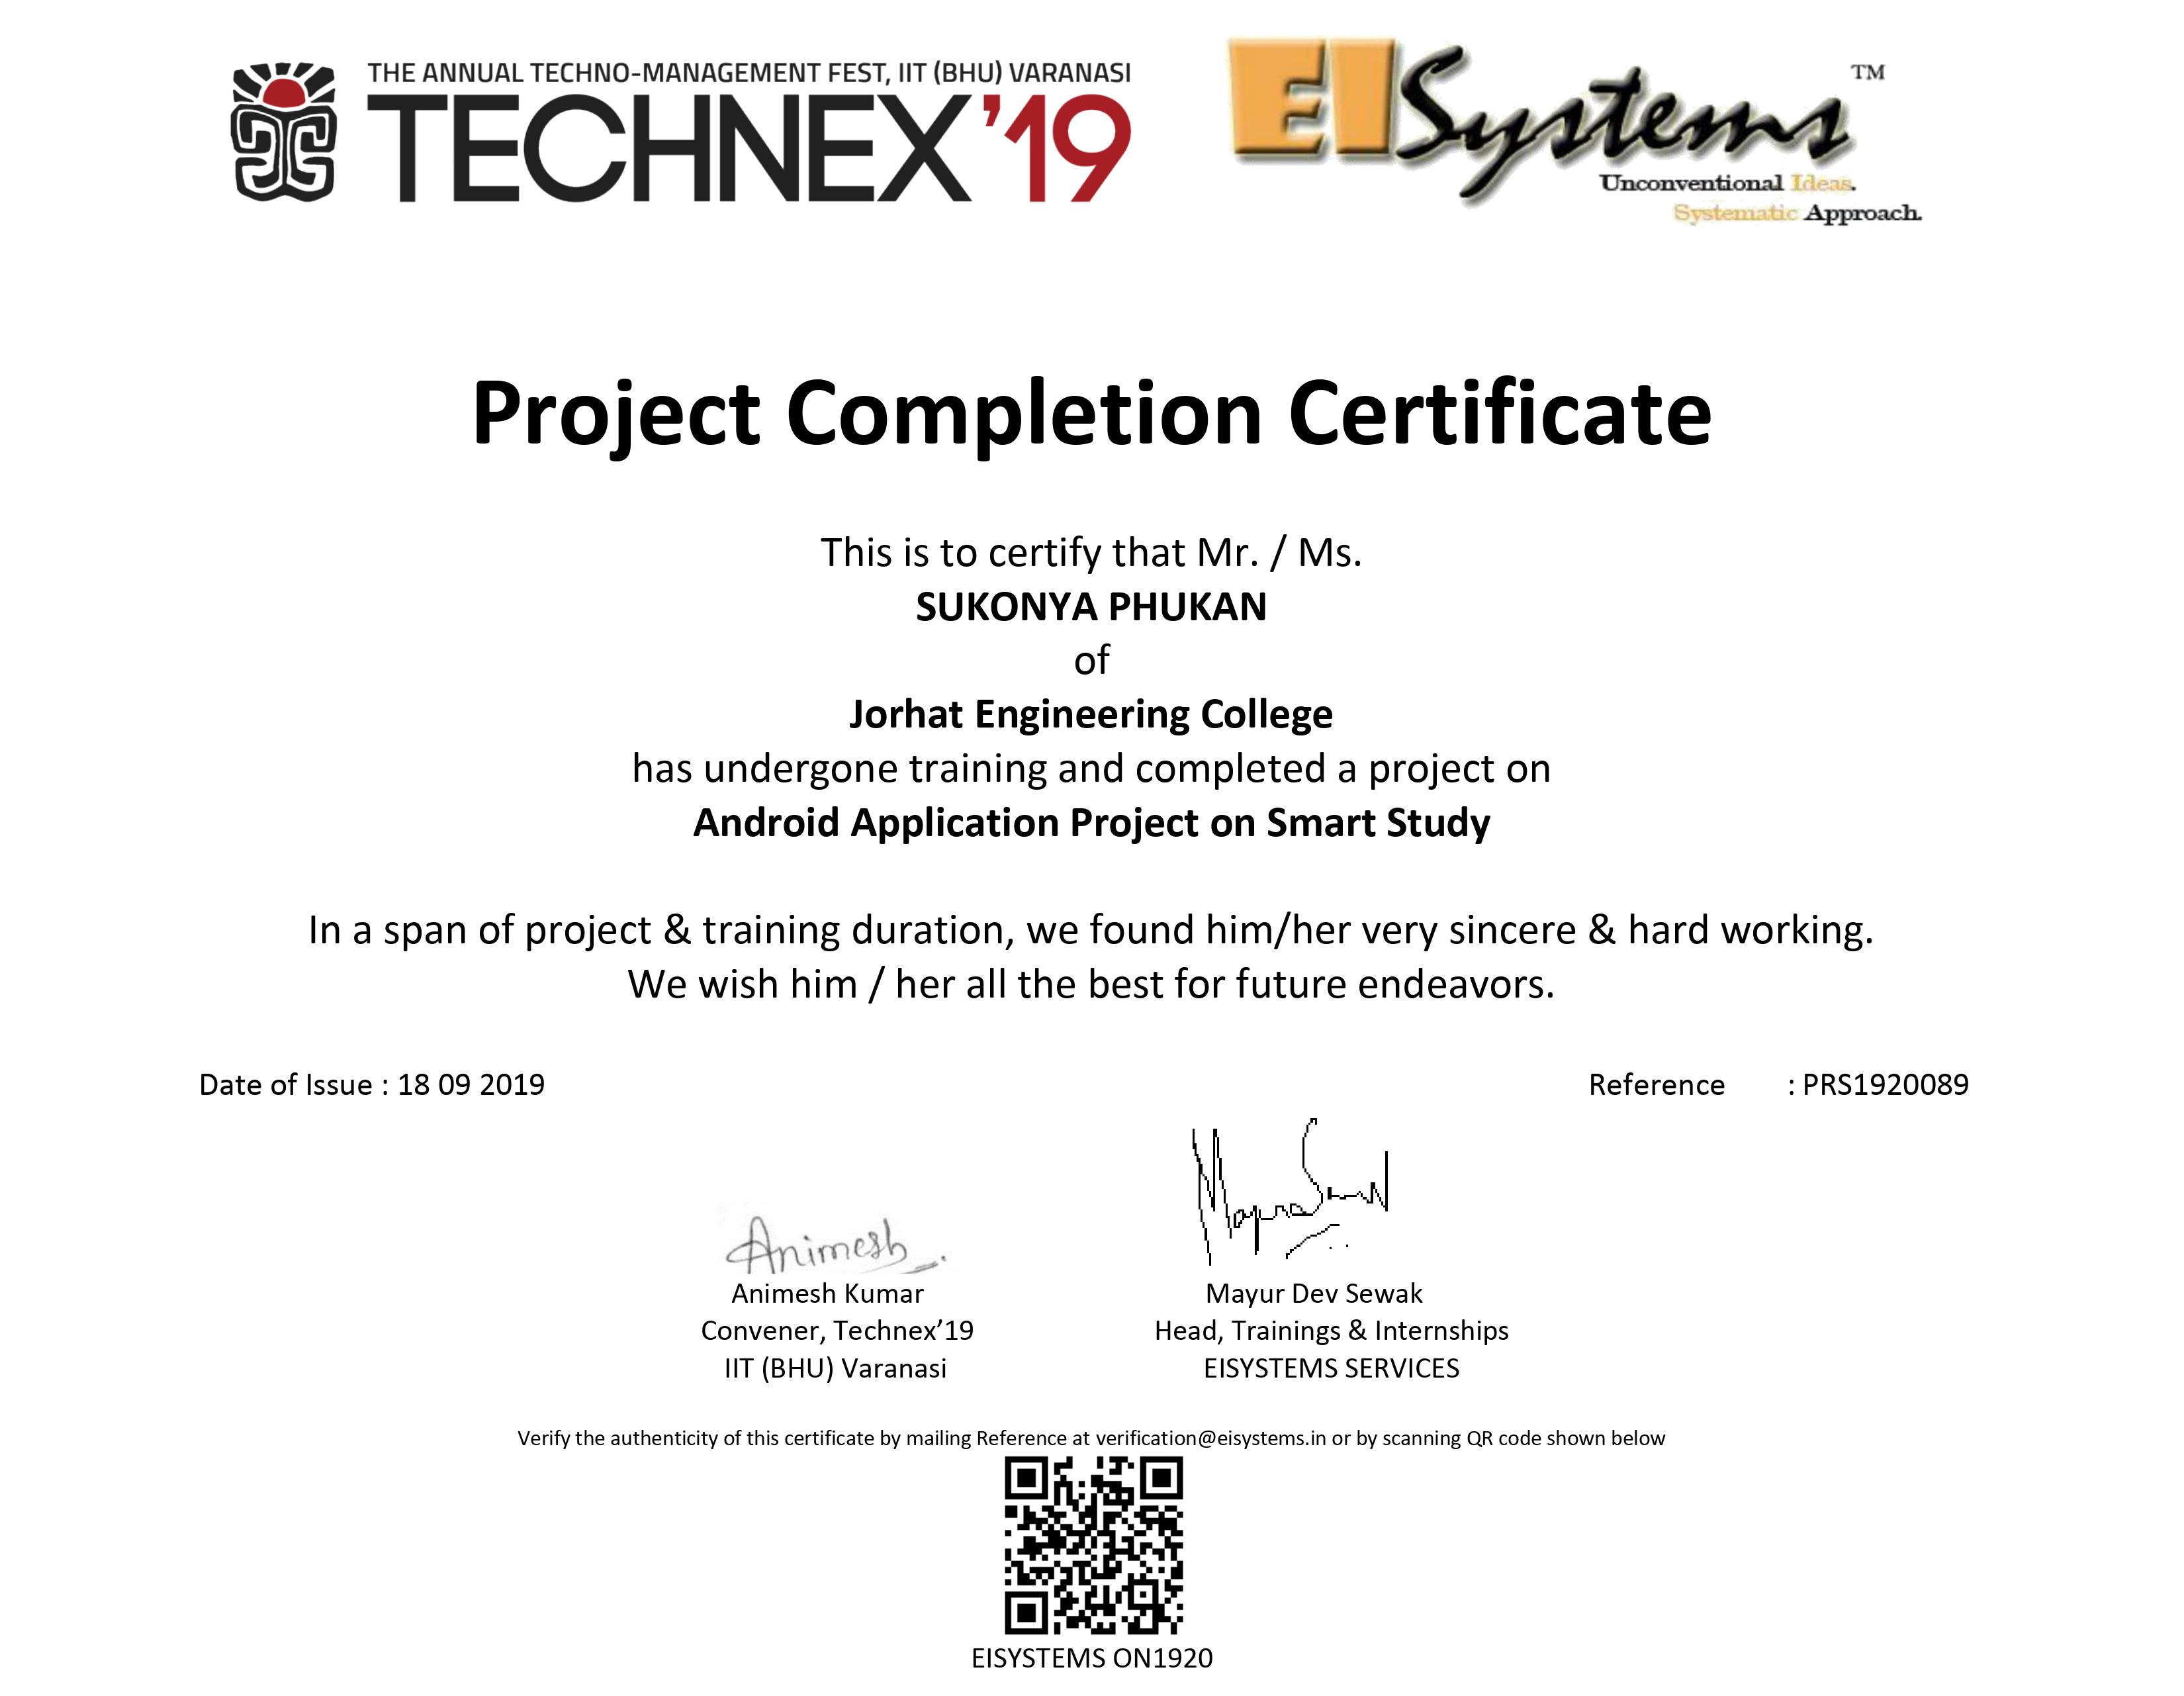 THE ANNUAL TECHNO-MANAGEMENT FEST, IIT (BHU) VARANASI
TECHNEX’19
EISystems TM
Unconventional Ideas.
Systematic Approach.
Project Completion Certificate
This is to certify that Mr. / Ms.
SUKONYA PHUKAN
of
Jorhat Engineering College
has undergone training and completed a project on
Android Application Project on Smart Study
In a span of project & training duration, we found him/her very sincere & hard working.
We wish him / her all the best for future endeavors.
Date of Issue : 18 09 2019
Reference : PRS1920089
Animesh
Animesh Kumar
Convener, Technex’19
IIT (BHU) Varanasi
Mayur Dev Sewak
Head, Trainings & Internships
EISYSTEMS SERVICES
Verify the authenticity of this certificate by mailing Reference at verification@eisystems.in or by scanning QR code shown below
EISYSTEMS ON1920